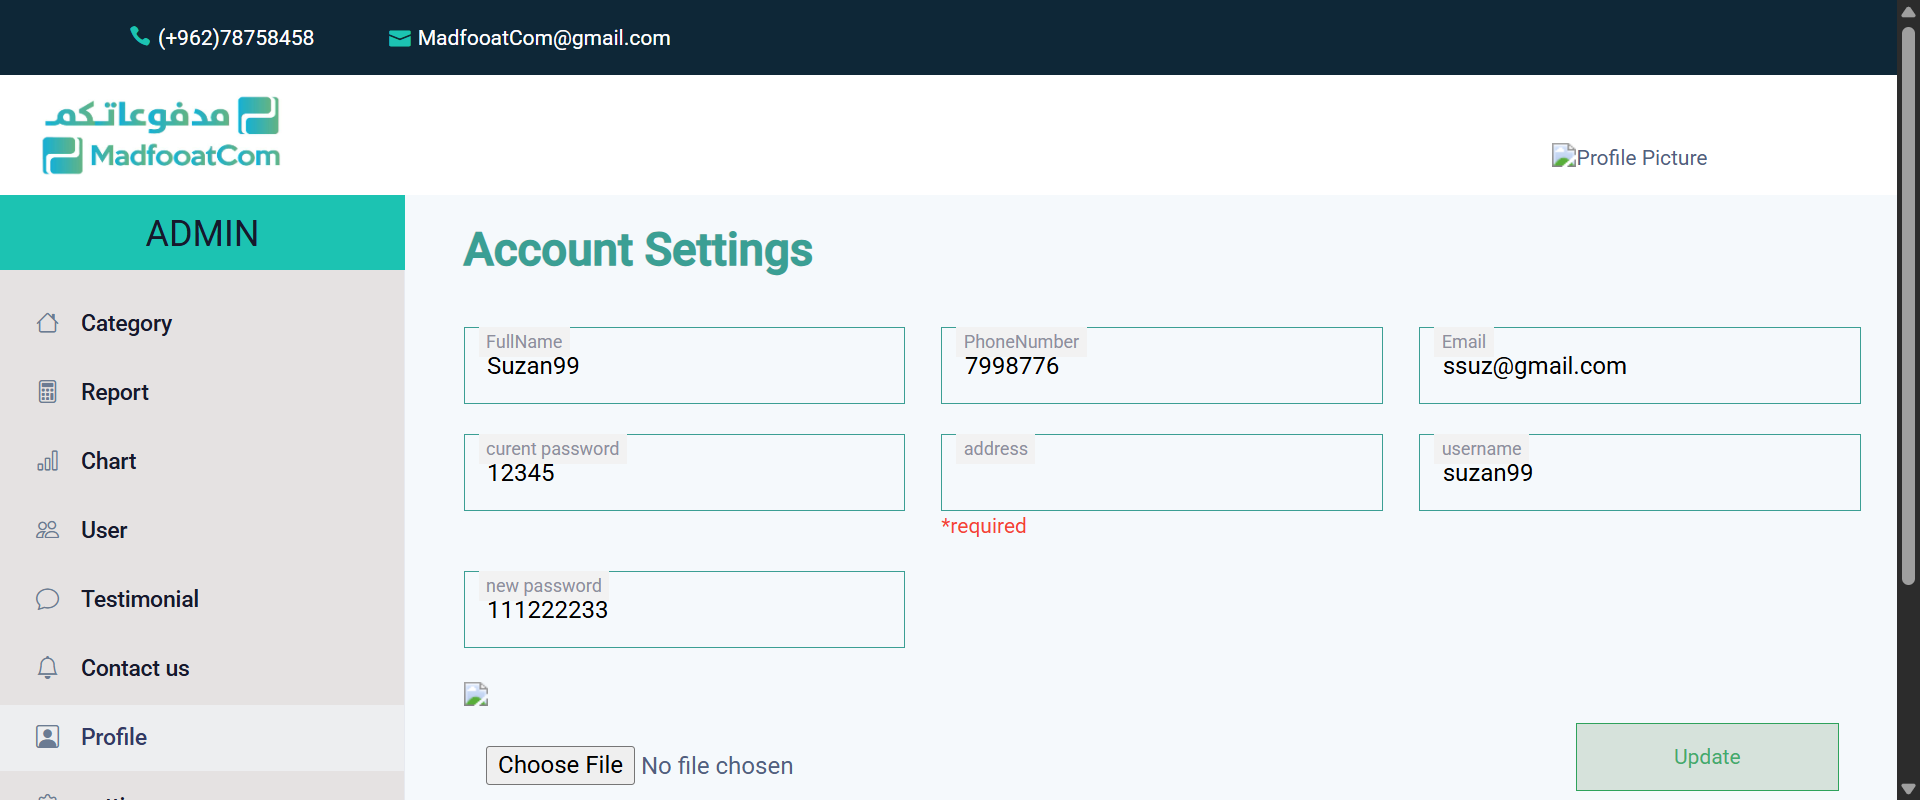 (+962)78758458
MadfooatCom@gmail.com
مدفوعاتكم
MadfooatCom
Profile Picture
ADMIN
Category
Report
Chart
User
Testimonial
Contact us
Profile
Account Settings
FullName
Suzan99
PhoneNumber
7998776
Email
ssuz@gmail.com
curent password
12345
address
*required
username
suzan99
new password
111222233
Choose File No file chosen
Update